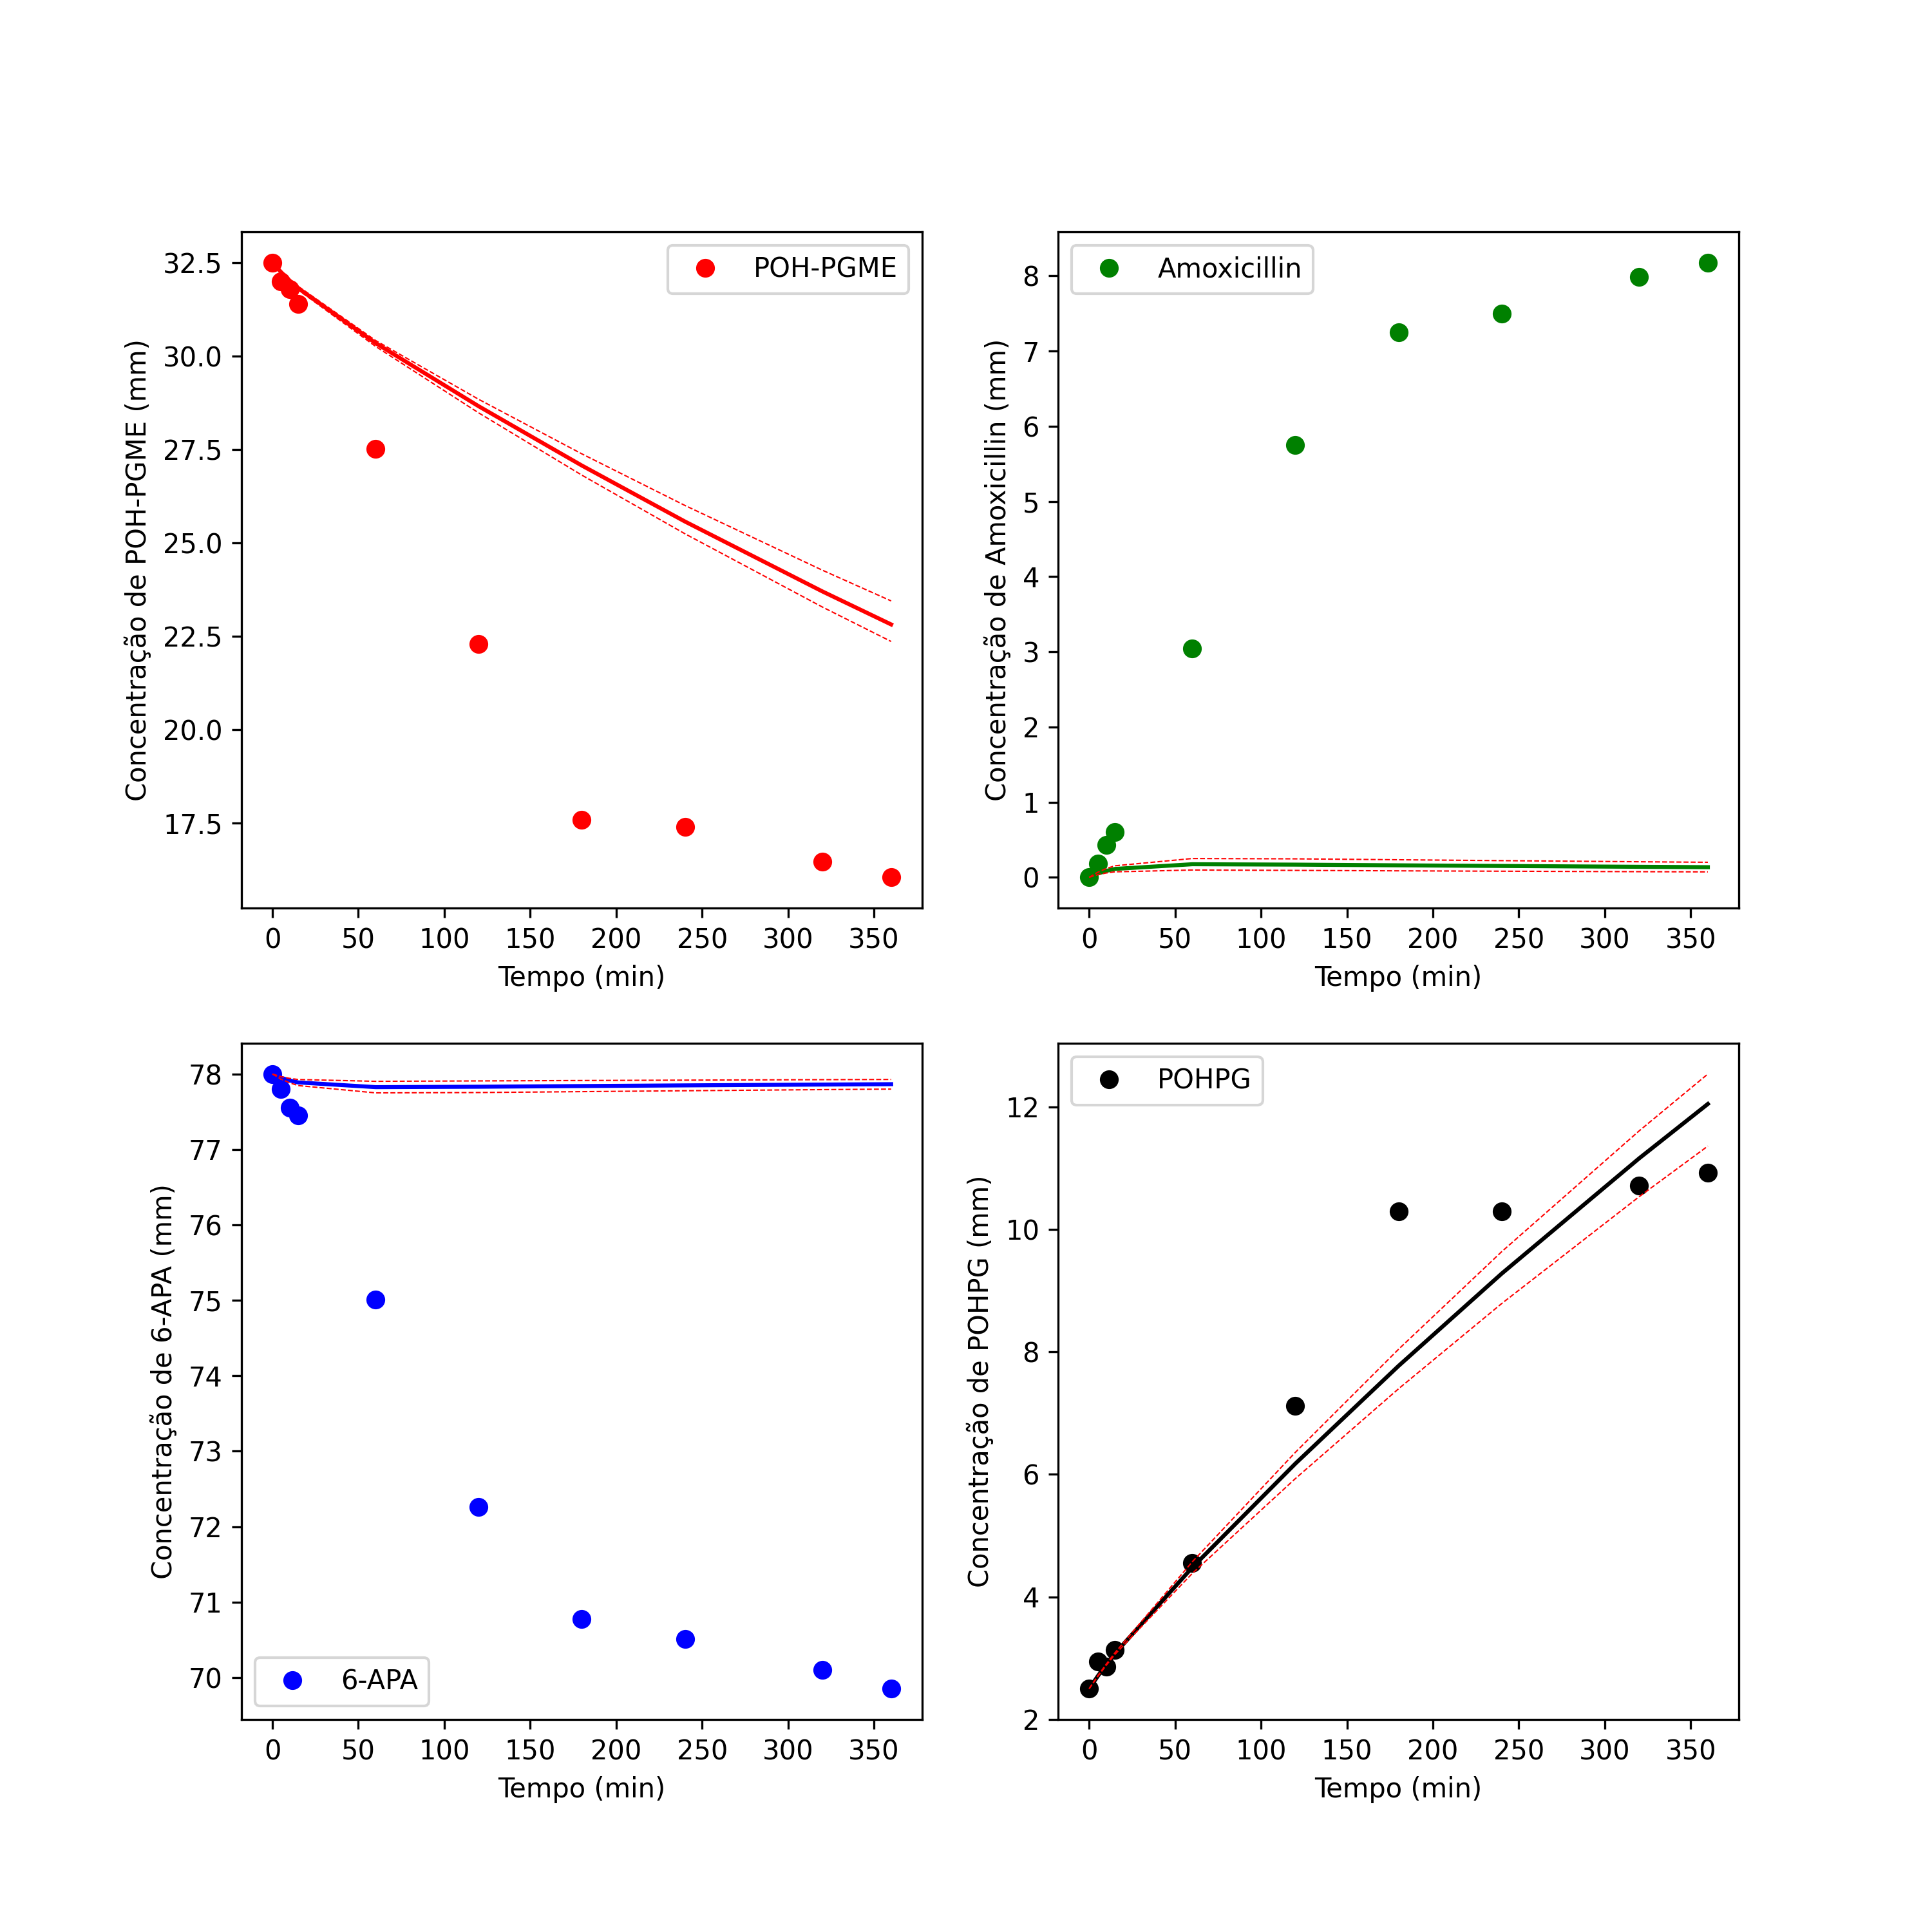 POH-PGME
Concentração de POH-PGME (mm)
32.5
30.0
27.5
25.0
22.5
20.0
17.5
0 50 100 150 200 250 300 350
Tempo (min)
Amoxicillin
Concentração de Amoxicillin (mm)
8
7
6
5
4
3
2
1
0
0 50 100 150 200 250 300 350
Tempo (min)
6-APA
Concentração de 6-APA (mm)
78
77
76
75
74
73
72
71
70
0 50 100 150 200 250 300 350
Tempo (min)
POHPG
Concentração de POHPG (mm)
12
10
8
6
4
2
0 50 100 150 200 250 300 350
Tempo (min)